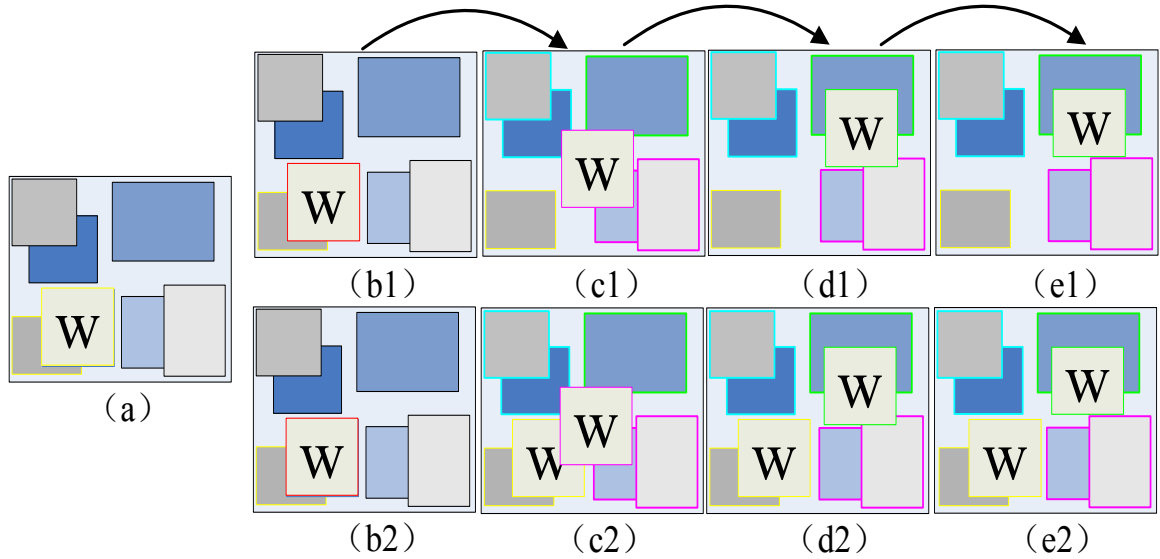 W W W W
（b1） （c1） （d1） （e1）
W
（a）
W W W W W W W
（b2） （c2） （d2） （e2）